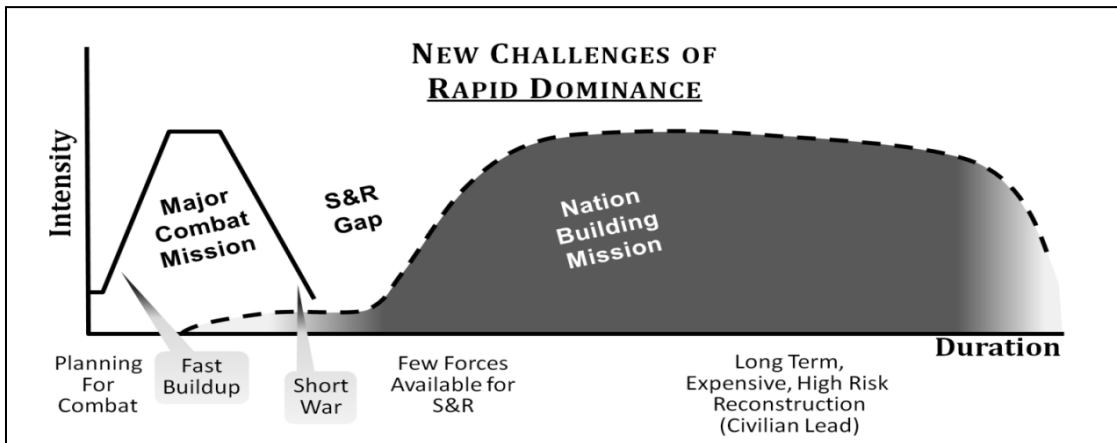 NEW CHALLENGES OF
RAPID DOMINANCE
Intensity
Major
Combat
Mission
S&R
Gap
Nation
Building
Mission
Duration
Planning
For
Combat
Fast
Buildup
Short
War
Few Forces
Available for
S&R
Long Term,
Expensive, High Risk
Reconstruction
(Civilian Lead)